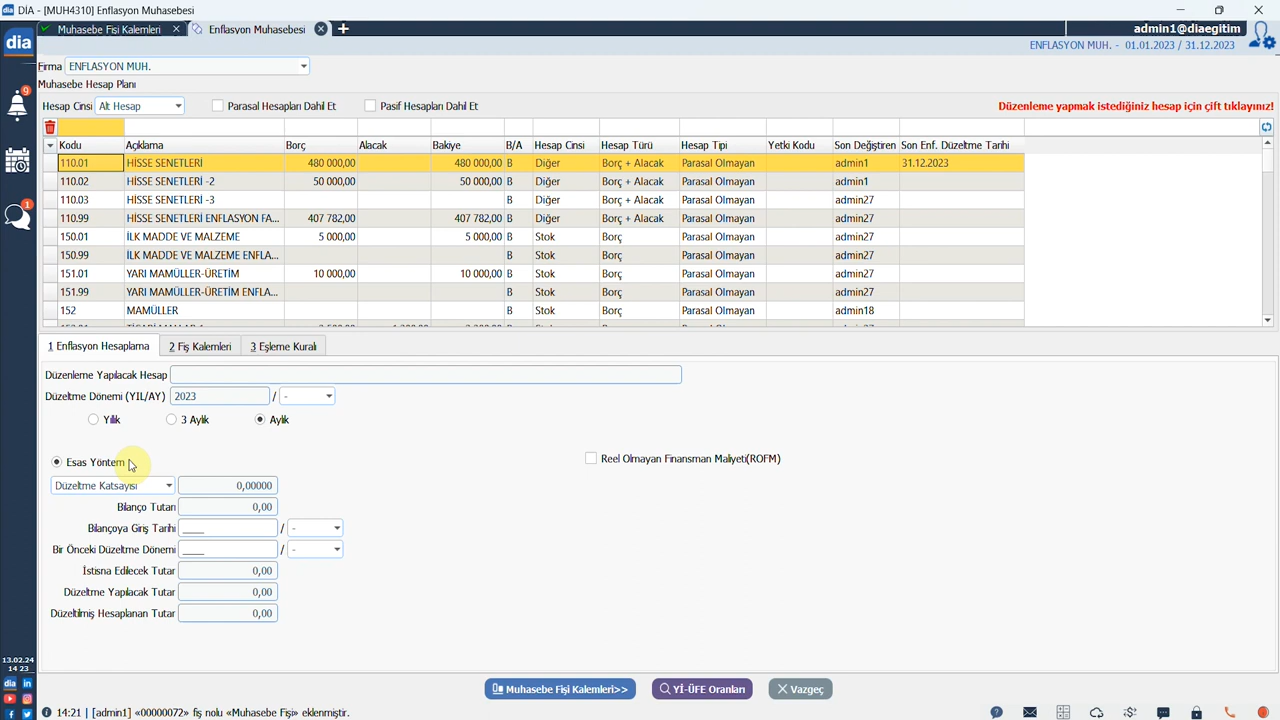 dia DIA - [MUH4310] Enflasyon Muhasebesi
Muhasebe Fişi Kalemleri Enflasyon Muhasebesi
admin1@diaegitim
dia
ENFLASYON MUH. - 01.01.2023 / 31.12.2023
Firma ENFLASYON MUH.
Muhasebe Hesap Planı
Hesap Cinsi Alt Hesap Parasal Hesapları Dahil Et Pasif Hesapları Dahil Et Düzenleme yapmak istediğiniz hesap için çift tıklayınız!
Kodu Açıklama Borç Alacak Bakiye B/A Hesap Cinsi Hesap Türü Hesap Tipi Yetki Kodu Son Değiştiren Son Enf. Düzeltme Tarihi
110.01 HİSSE SENETLERİ 480 000,00 480 000,00 B Diğer Borç + Alacak Parasal Olmayan admin1 31.12.2023
110.02 HİSSE SENETLERİ -2 50 000,00 50 000,00 B Diğer Borç + Alacak Parasal Olmayan admin1
110.03 HİSSE SENETLERİ -3 B Diğer Borç + Alacak Parasal Olmayan admin27
110.99 HİSSE SENETLERİ ENFLASYON FA... 407 782,00 407 782,00 B Diğer Borç + Alacak Parasal Olmayan admin27
150.01 İLK MADDE VE MALZEME 5 000,00 5 000,00 B Stok Borç Parasal Olmayan admin27
150.99 İLK MADDE VE MALZEME ENFLA... B Stok Borç Parasal Olmayan admin27
151.01 YARI MAMÜLLER-ÜRETİM 10 000,00 10 000,00 B Stok Borç Parasal Olmayan admin27
151.99 YARI MAMÜLLER-ÜRETİM ENFLA... B Stok Borç Parasal Olmayan admin27
152 MAMÜLLER B Stok Borç Parasal Olmayan admin18
1 Enflasyon Hesaplama 2 Fiş Kalemleri 3 Eşleme Kuralı
Düzenleme Yapılacak Hesap
Düzeltme Dönemi (YIL/AY) 2023 / -
Yıllık 3 Aylık Aylık
Esas Yöntem Reel Olmayan Finansman Maliyeti(ROFM)
Düzeltme Katsayısı 0,00000
Bilanço Tutarı 0,00
Bilançoya Giriş Tarihi ____ / -
Bir Önceki Düzeltme Dönemi ____ / -
İstisna Edilecek Tutar 0,00
Düzeltme Yapılacak Tutar 0,00
Düzeltilmiş Hesaplanan Tutar 0,00
9
1
13.02.24
14 23
dia in
Muhasebe Fişi Kalemleri>> Yİ-ÜFE Oranları Vazgeç
14:21 | [admin1] «00000072» fiş nolu «Muhasebe Fişi» eklenmiştir.